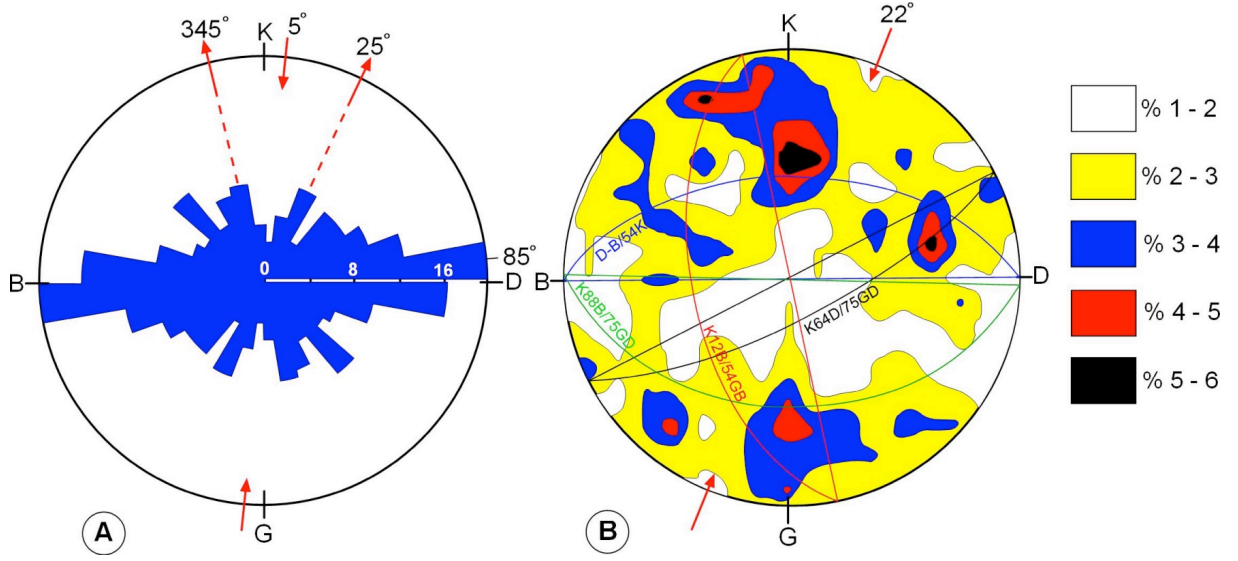 345°
5°
K
25°
B
0
8
16
85°
D
G
A
22°
K
B
D
D-B/54K
K88B/75GD
K12B/54GB
K64D/75GD
G
B
% 1 - 2
% 2 - 3
% 3 - 4
% 4 - 5
% 5 - 6